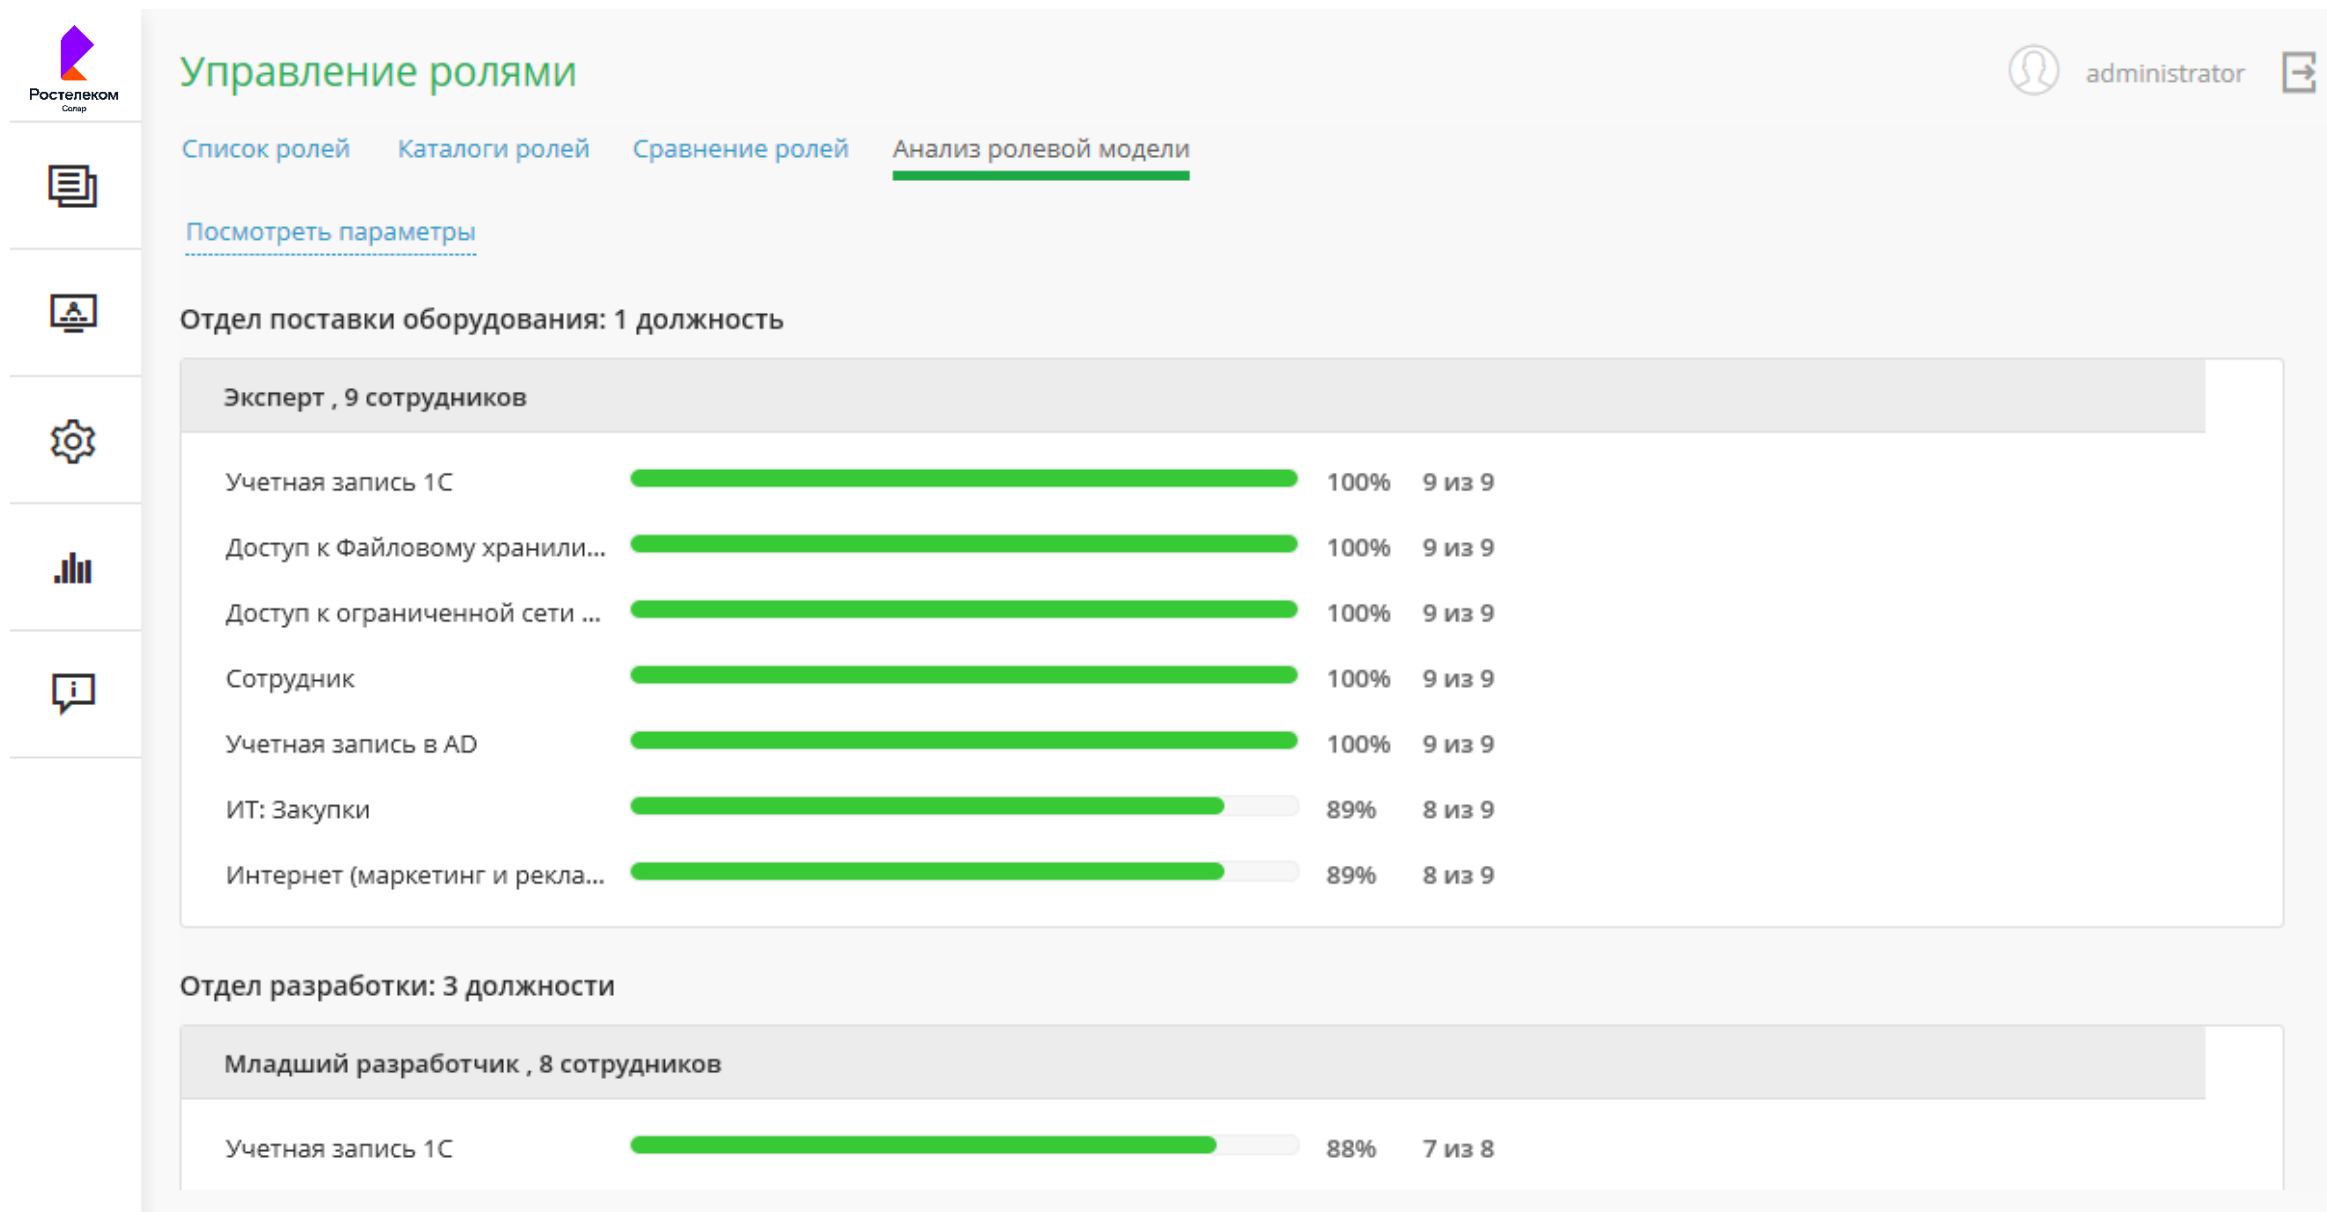 Ростелеком
Солар
Управление ролями
administrator
Список ролей Каталоги ролей Сравнение ролей Анализ ролевой модели
Посмотреть параметры
Отдел поставки оборудования: 1 должность
Эксперт , 9 сотрудников
Учетная запись 1С 100% 9 из 9
Доступ к Файловому хранили... 100% 9 из 9
Доступ к ограниченной сети ... 100% 9 из 9
Сотрудник 100% 9 из 9
Учетная запись в AD 100% 9 из 9
ИТ: Закупки 89% 8 из 9
Интернет (маркетинг и рекла... 89% 8 из 9
Отдел разработки: 3 должности
Младший разработчик , 8 сотрудников
Учетная запись 1С 88% 7 из 8